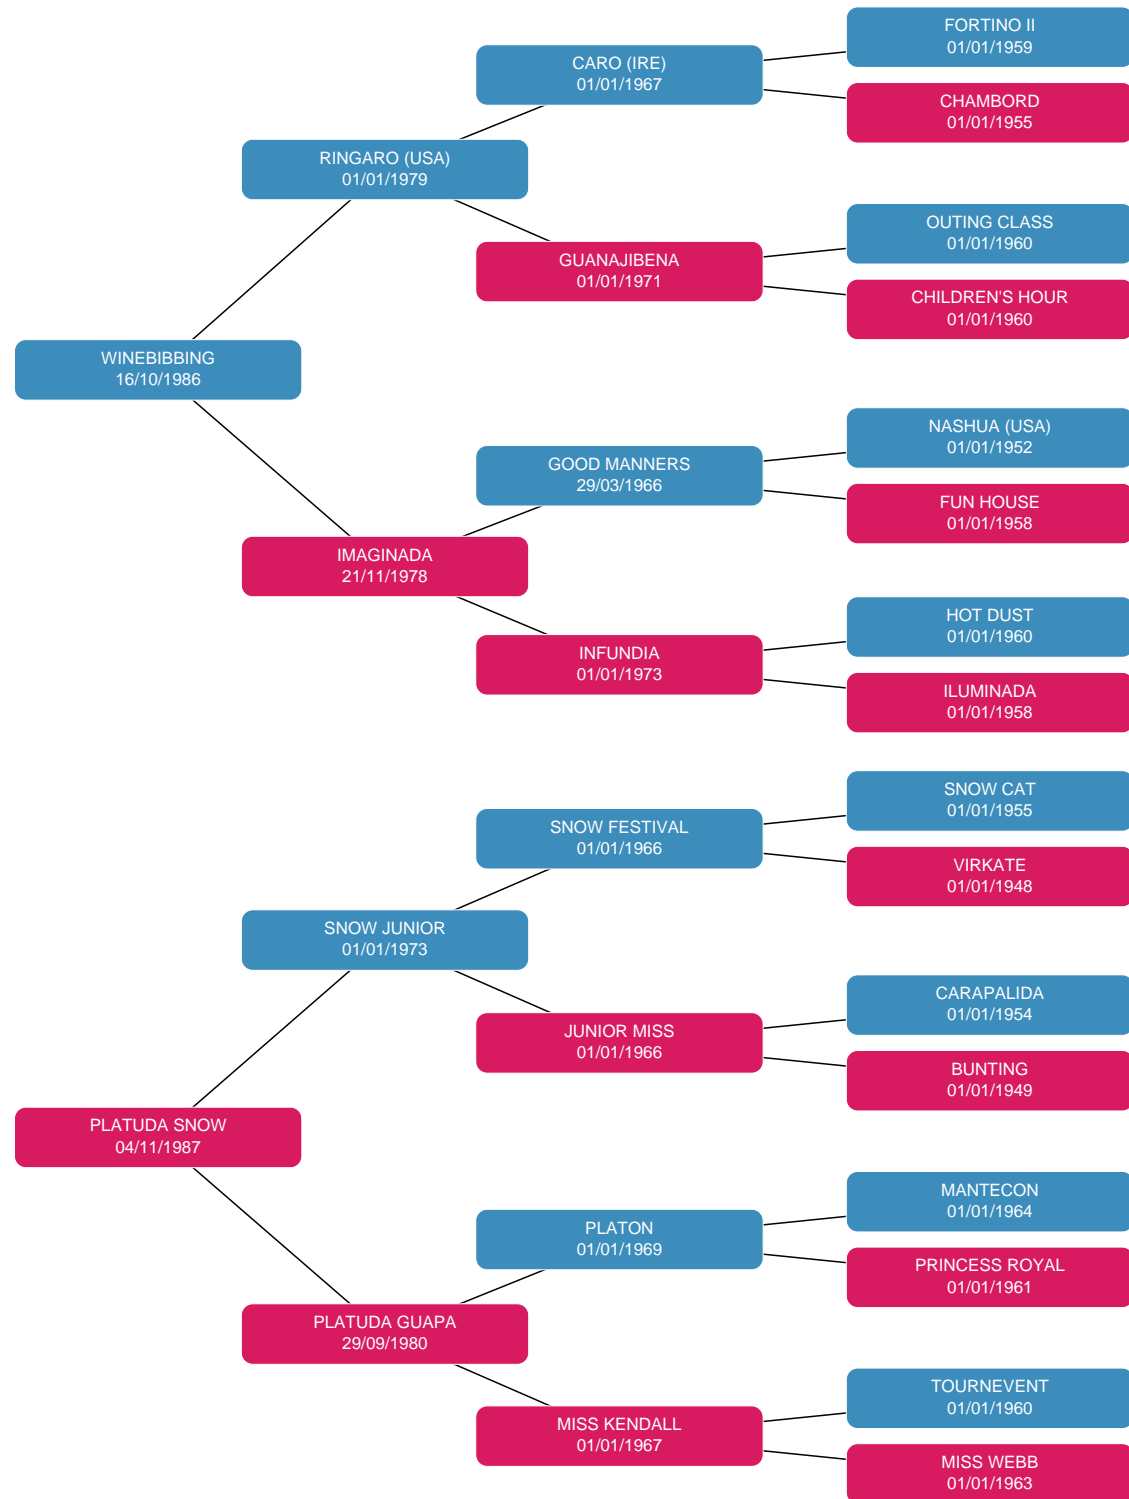 FORTINO II
01/01/1959
CARO (IRE)
01/01/1967
CHAMBORD
01/01/1955
RINGARO (USA)
01/01/1979
OUTING CLASS
01/01/1960
GUANAJIBENA
01/01/1971
CHILDREN'S HOUR
01/01/1960
WINEBIBBING
16/10/1986
NASHUA (USA)
01/01/1952
GOOD MANNERS
29/03/1966
FUN HOUSE
01/01/1958
IMAGINADA
21/11/1978
HOT DUST
01/01/1960
INFUNDIA
01/01/1973
ILUMINADA
01/01/1958
SNOW CAT
01/01/1955
SNOW FESTIVAL
01/01/1966
VIRKATE
01/01/1948
SNOW JUNIOR
01/01/1973
CARAPALIDA
01/01/1954
JUNIOR MISS
01/01/1966
BUNTING
01/01/1949
PLATUDA SNOW
04/11/1987
MANTECON
01/01/1964
PLATON
01/01/1969
PRINCESS ROYAL
01/01/1961
PLATUDA GUAPA
29/09/1980
TOURNEVENT
01/01/1960
MISS KENDALL
01/01/1967
MISS WEBB
01/01/1963